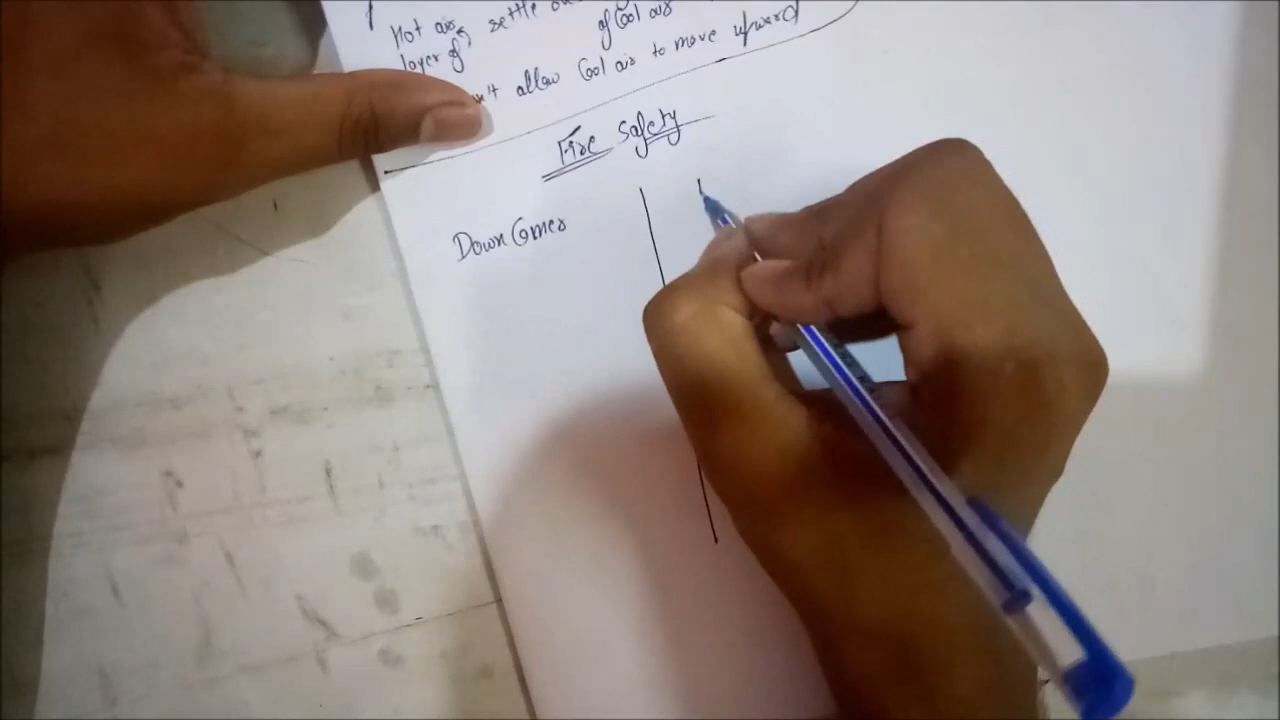 Hot air settle
layer of of Cool air
allow Cool air to move upward
Fire Safety
Down Comer